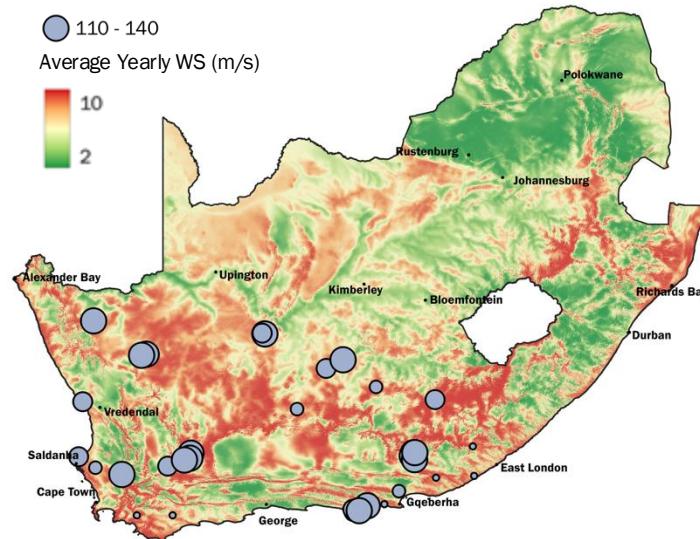 110 - 140
Average Yearly WS (m/s)
10
2
Polokwane
Rustenburg
Johannesburg
Alexander Bay
Upington
Kimberley
Bloemfontein
Richards Ba
Durban
Vredendal
Saldanha
Cape Town
East London
Gqeberha
George